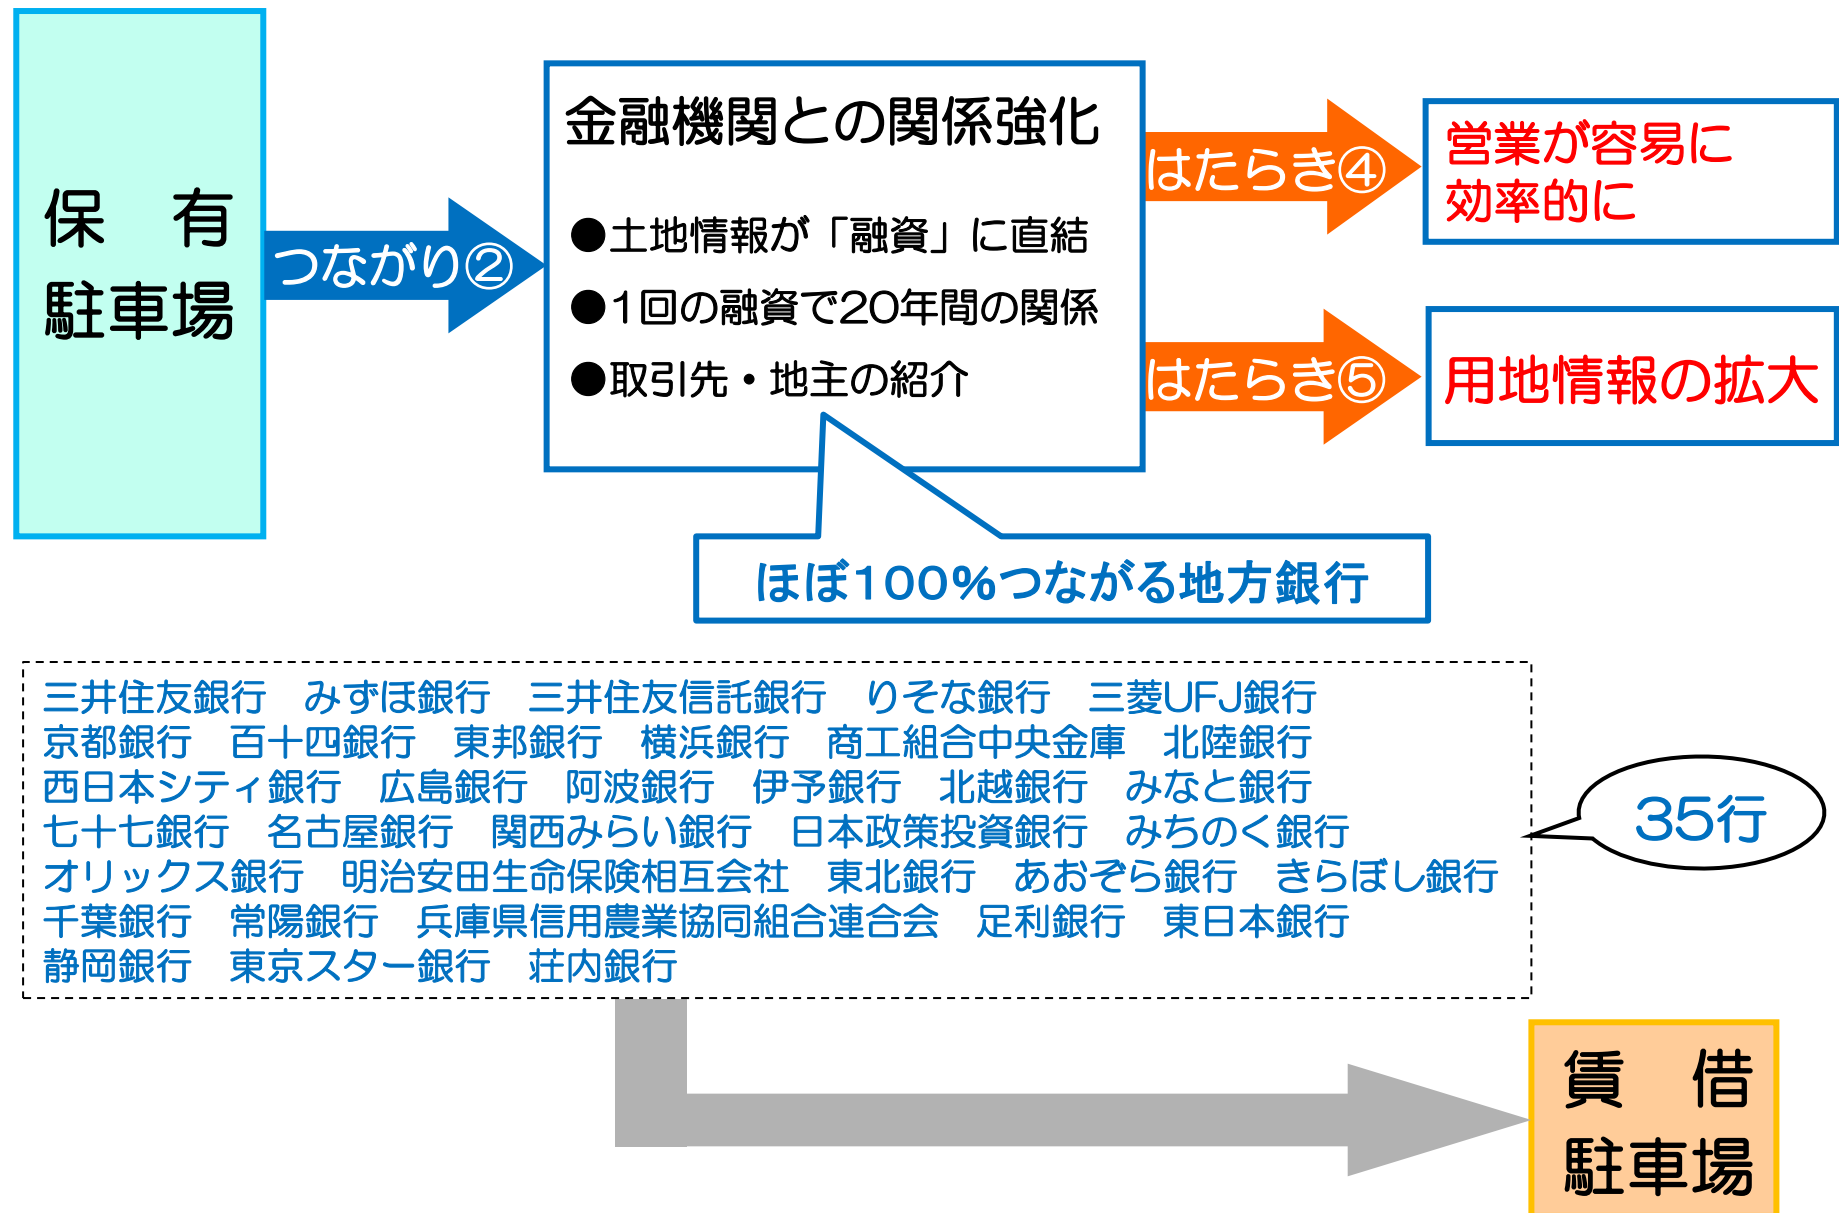 保　有
駐車場
つながり②
金融機関との関係強化
●土地情報が「融資」に直結
●1回の融資で20年間の関係
●取引先・地主の紹介
はたらき④
営業が容易に
効率的に
はたらき⑤
用地情報の拡大
ほぼ100%つながる地方銀行
三井住友銀行　みずほ銀行　三井住友信託銀行　りそな銀行　三菱UFJ銀行
京都銀行　百十四銀行　東邦銀行　横浜銀行　商工組合中央金庫　北陸銀行
西日本シティ銀行　広島銀行　阿波銀行　伊予銀行　北越銀行　みなと銀行
七十七銀行　名古屋銀行　関西みらい銀行　日本政策投資銀行　みちのく銀行
オリックス銀行　明治安田生命保険相互会社　東北銀行　あおぞら銀行　きらぼし銀行
千葉銀行　常陽銀行　兵庫県信用農業協同組合連合会　足利銀行　東日本銀行
静岡銀行　東京スター銀行　荘内銀行
35行
賃　借
駐車場